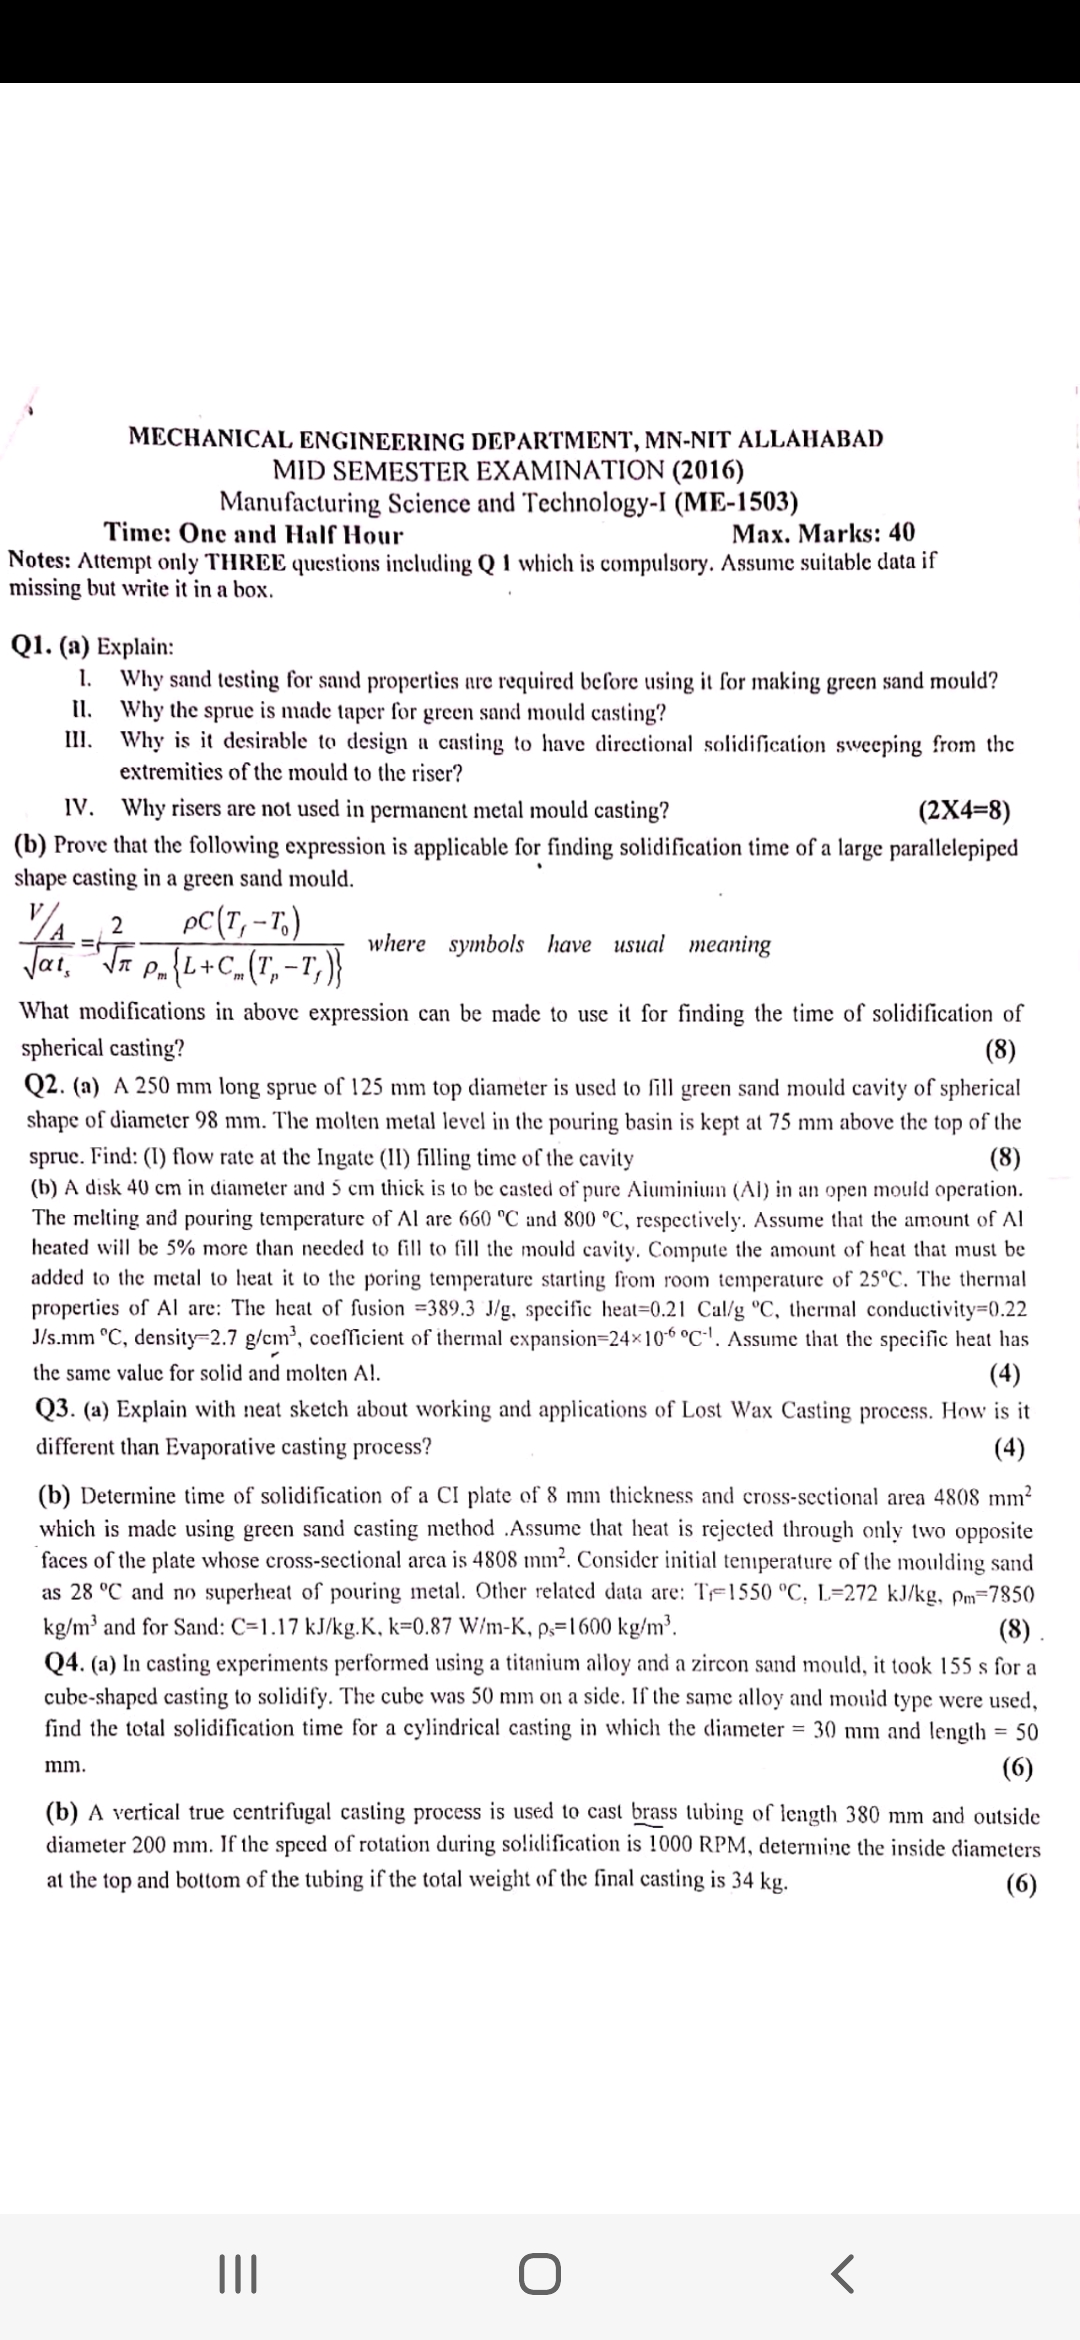 MECHANICAL ENGINEERING DEPARTMENT, MN-NIT ALLAHABAD
MID SEMESTER EXAMINATION (2016)
Manufacturing Science and Technology-I (ME-1503)
Time: One and Half Hour Max. Marks: 40
Notes: Attempt only THREE questions including Q 1 which is compulsory. Assume suitable data if
missing but write it in a box.
Q1. (a) Explain:
I. Why sand testing for sand properties are required before using it for making green sand mould?
II. Why the sprue is made taper for green sand mould casting?
III. Why is it desirable to design a casting to have directional solidification sweeping from the
extremities of the mould to the riser?
IV. Why risers are not used in permanent metal mould casting? (2X4=8)
(b) Prove that the following expression is applicable for finding solidification time of a large parallelepiped
shape casting in a green sand mould.
(V/A)/√αtₛ = (2/√π) ρC(T_f − T₀)/(ρₘ{L+Cₘ(Tₚ−T_f)}) where symbols have usual meaning
What modifications in above expression can be made to use it for finding the time of solidification of
spherical casting? (8)
Q2. (a) A 250 mm long sprue of 125 mm top diameter is used to fill green sand mould cavity of spherical
shape of diameter 98 mm. The molten metal level in the pouring basin is kept at 75 mm above the top of the
sprue. Find: (I) flow rate at the Ingate (II) filling time of the cavity (8)
(b) A disk 40 cm in diameter and 5 cm thick is to be casted of pure Aluminium (Al) in an open mould operation.
The melting and pouring temperature of Al are 660 °C and 800 °C, respectively. Assume that the amount of Al
heated will be 5% more than needed to fill to fill the mould cavity. Compute the amount of heat that must be
added to the metal to heat it to the poring temperature starting from room temperature of 25°C. The thermal
properties of Al are: The heat of fusion =389.3 J/g, specific heat=0.21 Cal/g °C, thermal conductivity=0.22
J/s.mm °C, density=2.7 g/cm³, coefficient of thermal expansion=24×10⁻⁶ °C⁻¹. Assume that the specific heat has
the same value for solid and molten Al. (4)
Q3. (a) Explain with neat sketch about working and applications of Lost Wax Casting process. How is it
different than Evaporative casting process? (4)
(b) Determine time of solidification of a CI plate of 8 mm thickness and cross-sectional area 4808 mm²
which is made using green sand casting method .Assume that heat is rejected through only two opposite
faces of the plate whose cross-sectional area is 4808 mm². Consider initial temperature of the moulding sand
as 28 °C and no superheat of pouring metal. Other related data are: T_f=1550 °C, L=272 kJ/kg, ρₘ=7850
kg/m³ and for Sand: C=1.17 kJ/kg.K, k=0.87 W/m-K, ρₛ=1600 kg/m³. (8)
Q4. (a) In casting experiments performed using a titanium alloy and a zircon sand mould, it took 155 s for a
cube-shaped casting to solidify. The cube was 50 mm on a side. If the same alloy and mould type were used,
find the total solidification time for a cylindrical casting in which the diameter = 30 mm and length = 50
mm. (6)
(b) A vertical true centrifugal casting process is used to cast brass tubing of length 380 mm and outside
diameter 200 mm. If the speed of rotation during solidification is 1000 RPM, determine the inside diameters
at the top and bottom of the tubing if the total weight of the final casting is 34 kg. (6)